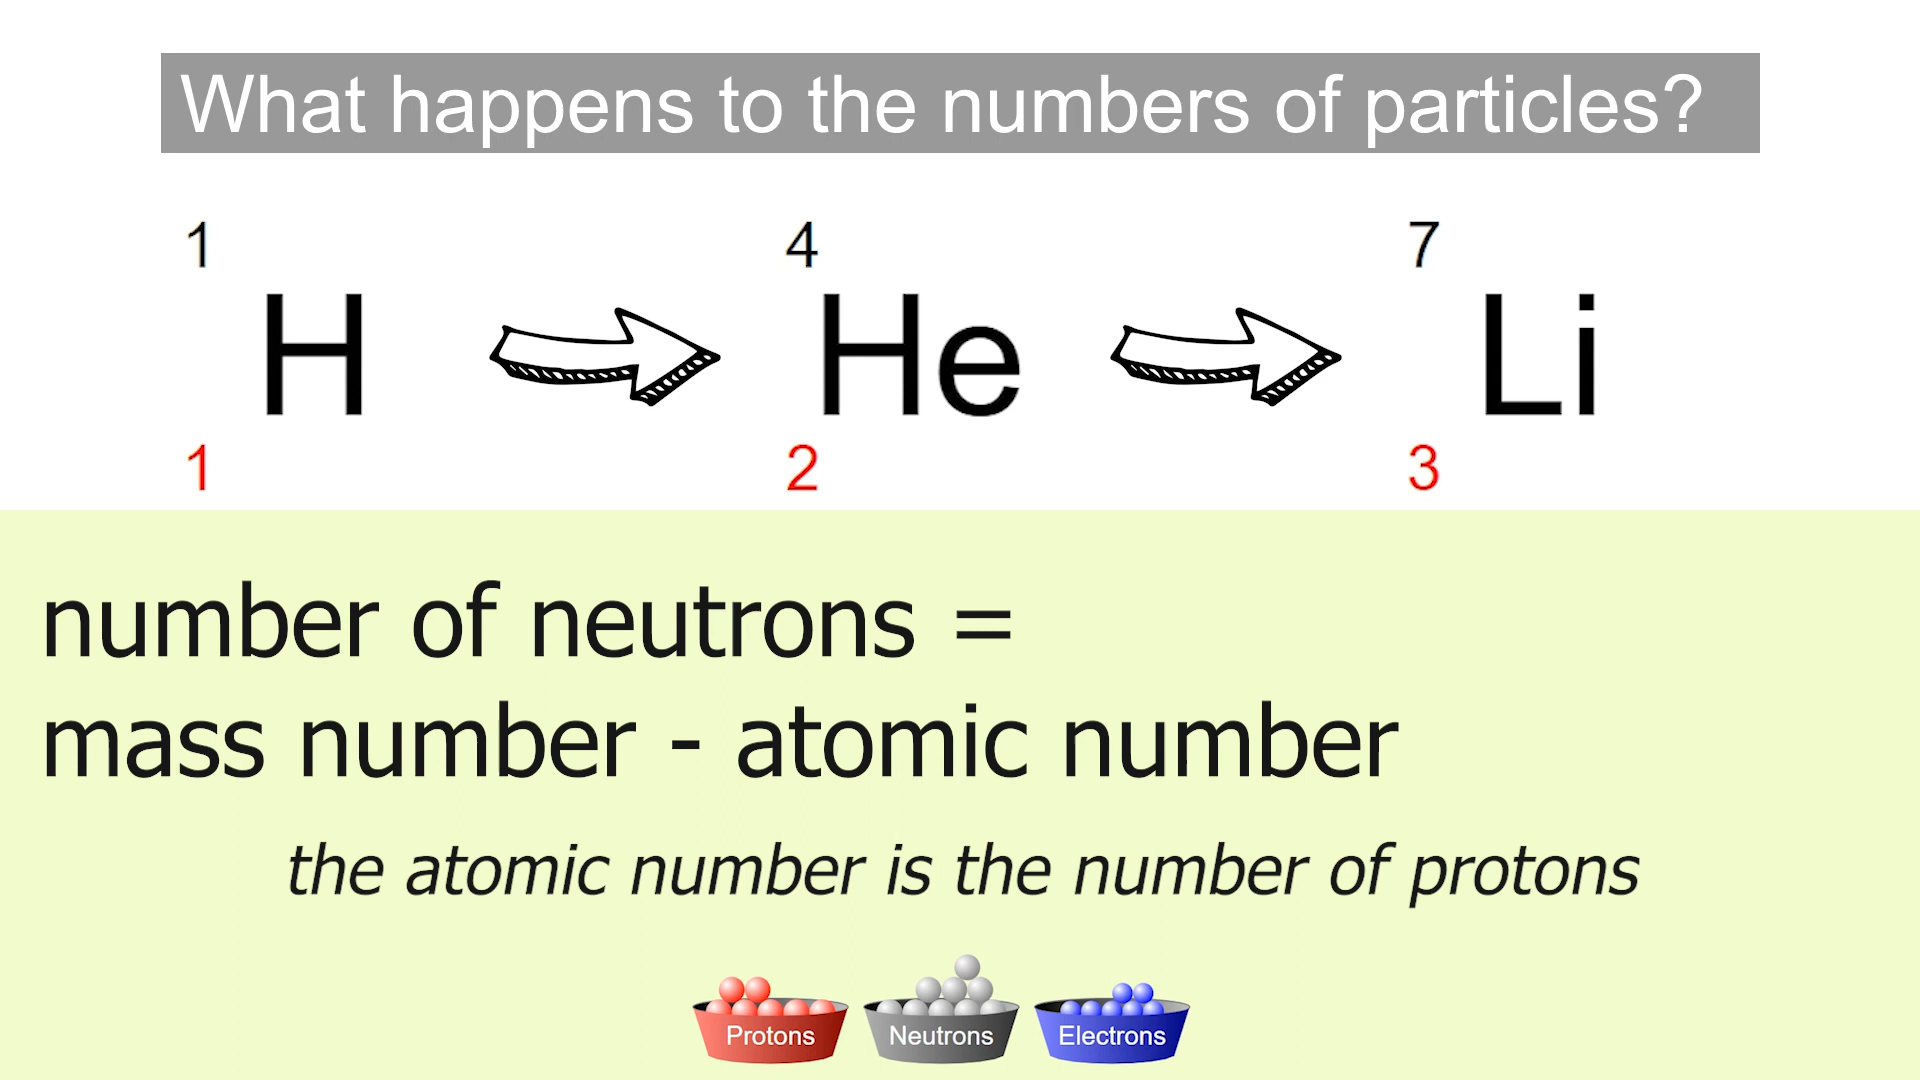 What happens to the numbers of particles?
1 4 7
H He Li
1 2 3
number of neutrons =
mass number - atomic number
the atomic number is the number of protons
Protons Neutrons Electrons